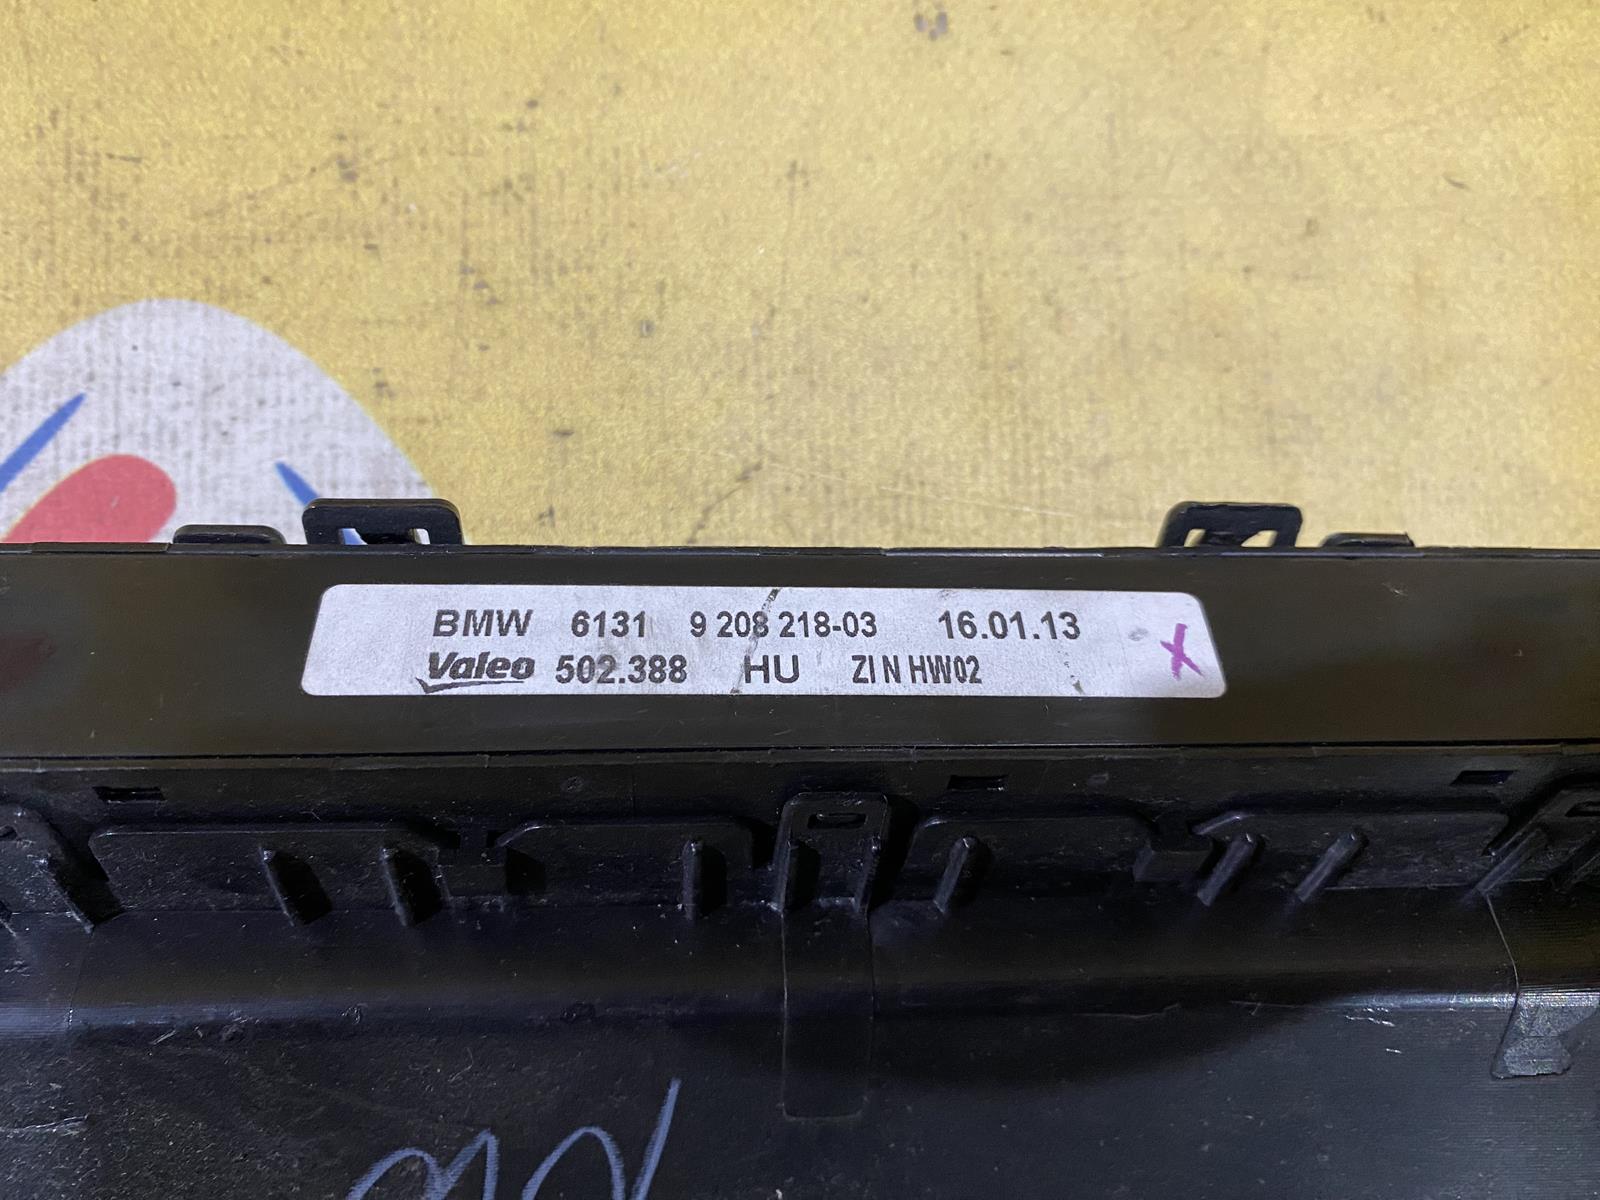 BMW 6131 9 208 218-03 16.01.13
Valeo 502.388 HU ZI N HW02
X